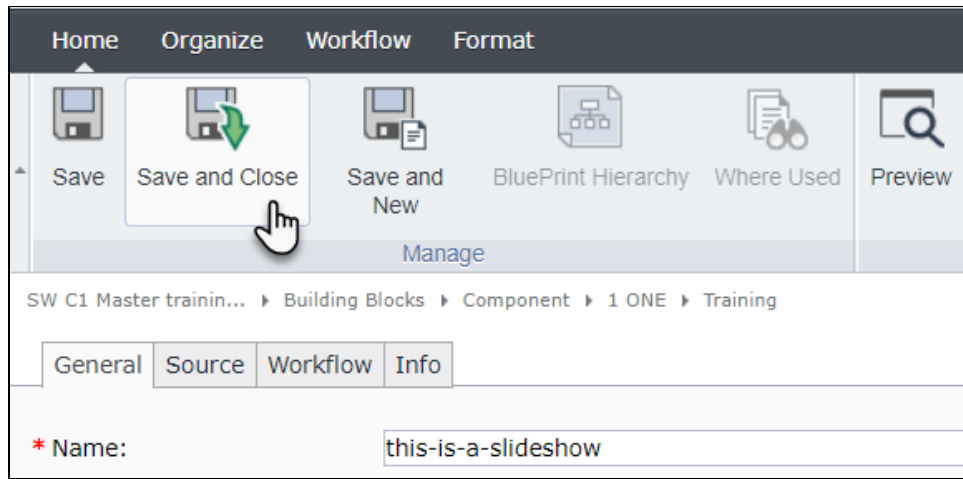 Home Organize Workflow Format
Save Save and Close Save and New BluePrint Hierarchy Where Used Preview
Manage
SW C1 Master trainin... Building Blocks Component 1 ONE Training
General Source Workflow Info
* Name: this-is-a-slideshow